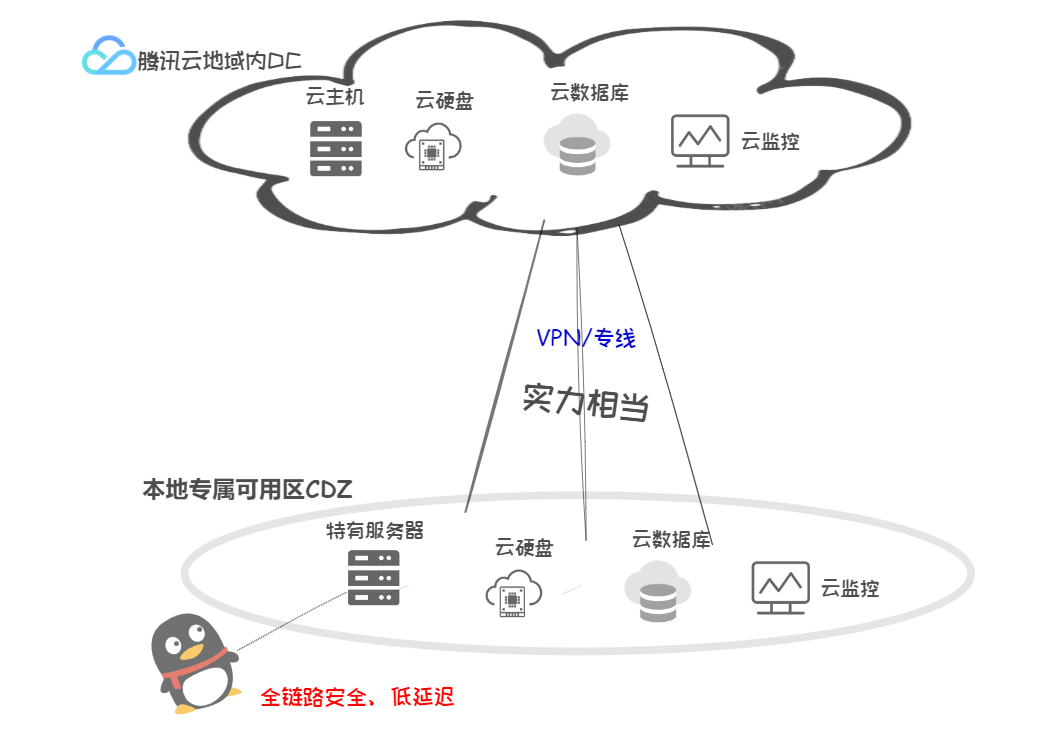 腾讯云地域内DC
云主机
云硬盘
云数据库
云监控
VPN/专线
实力相当
本地专属可用区CDZ
特有服务器
云硬盘
云数据库
云监控
全链路安全、低延迟